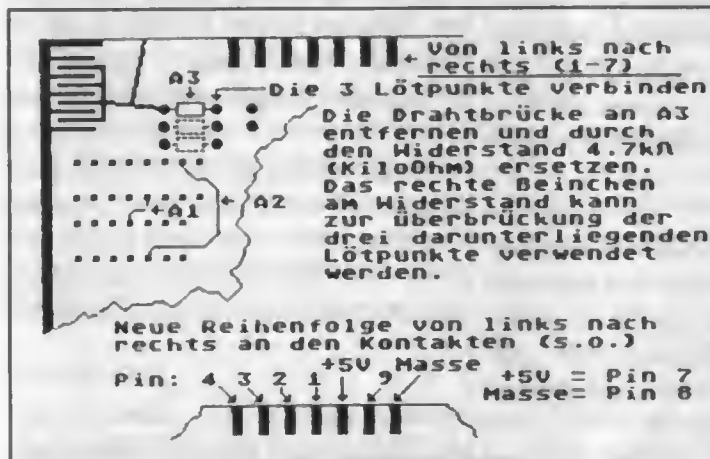 Von links nach
rechts (1-7)
A3
Die 3 Lötpunkte verbinden
Die Drahtbrücke an A3
entfernen und durch
den Widerstand 4.7kΩ
(KiloOhm) ersetzen.
Das rechte Beinchen
am Widerstand kann
zur überbrückung der
drei darunterliegenden
Lötpunkte verwendet
werden.
A1
A2
Neue Reihenfolge von links nach
rechts an den Kontakten (s.o.)
+5V Masse
Pin: 4 3 2 1 9
+5V = Pin 7
Masse= Pin 8